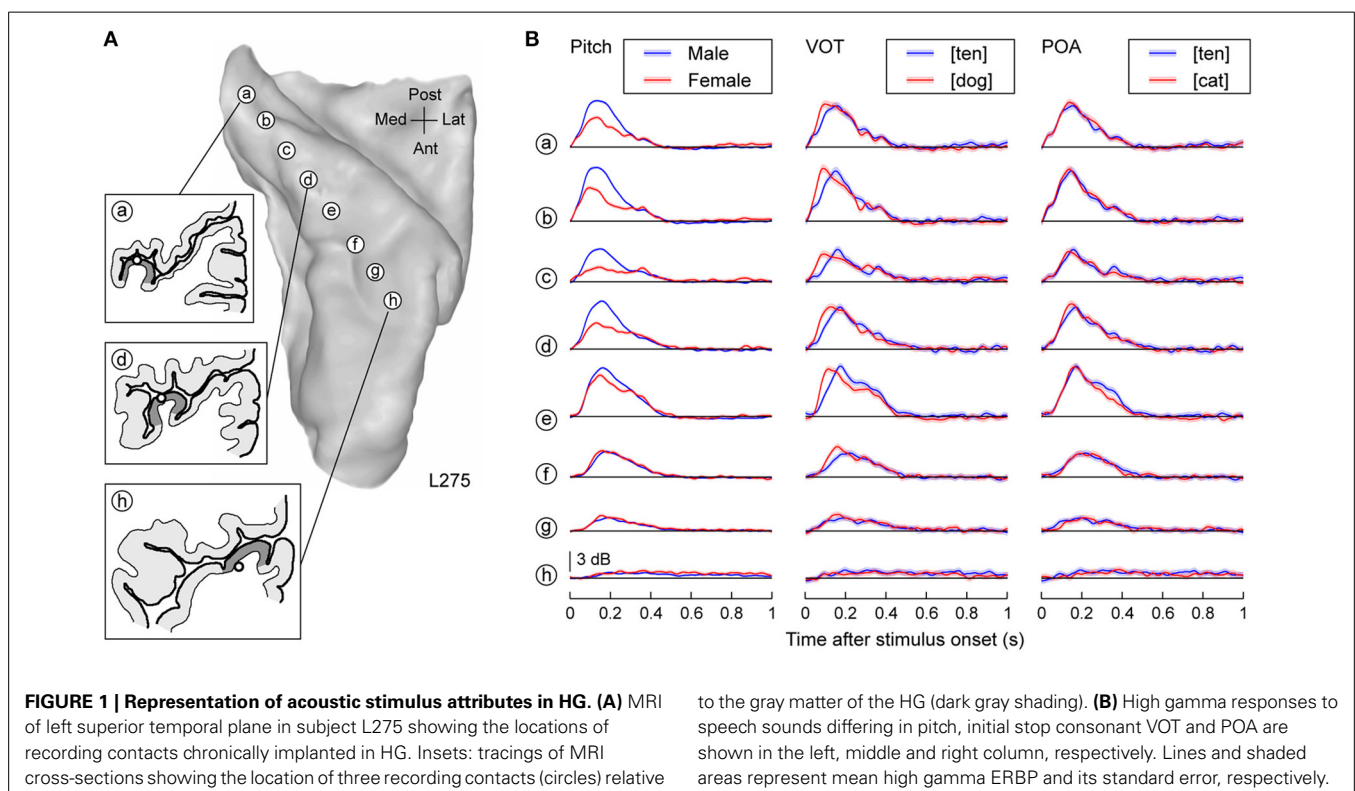 A
a
b
c
d
e
f
g
h
Post
Med
Lat
Ant
a
d
h
L275
B
Pitch
Male
Female
VOT
[ten]
[dog]
POA
[ten]
[cat]
a
b
c
d
e
f
g
h
3 dB
0 0.2 0.4 0.6 0.8 1
0 0.2 0.4 0.6 0.8 1
0 0.2 0.4 0.6 0.8 1
Time after stimulus onset (s)
FIGURE 1 | Representation of acoustic stimulus attributes in HG. (A) MRI
of left superior temporal plane in subject L275 showing the locations of
recording contacts chronically implanted in HG. Insets: tracings of MRI
cross-sections showing the location of three recording contacts (circles) relative
to the gray matter of the HG (dark gray shading). (B) High gamma responses to
speech sounds differing in pitch, initial stop consonant VOT and POA are
shown in the left, middle and right column, respectively. Lines and shaded
areas represent mean high gamma ERBP and its standard error, respectively.